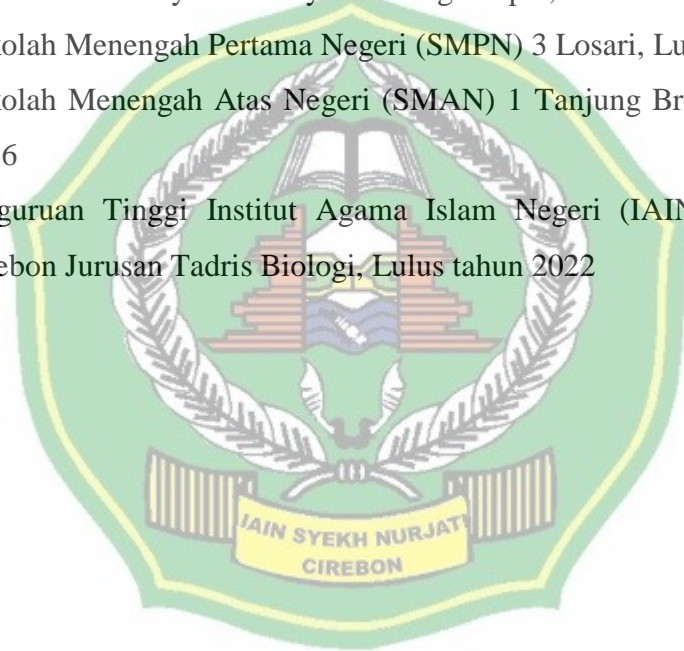 kolah Menengah Pertama Negeri (SMPN) 3 Losari, Lu
kolah Menengah Atas Negeri (SMAN) 1 Tanjung Br
6
guruan Tinggi Institut Agama Islam Negeri (IAIN
ebon Jurusan Tadris Biologi, Lulus tahun 2022
IAIN SYEKH NURJATI
CIREBON